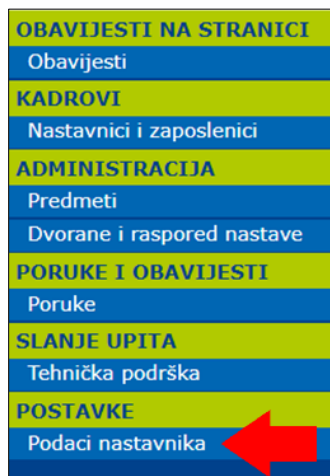 OBAVIJESTI NA STRANICI
Obavijesti
KADROVI
Nastavnici i zaposlenici
ADMINISTRACIJA
Predmeti
Dvorane i raspored nastave
PORUKE I OBAVIJESTI
Poruke
SLANJE UPITA
Tehnička podrška
POSTAVKE
Podaci nastavnika